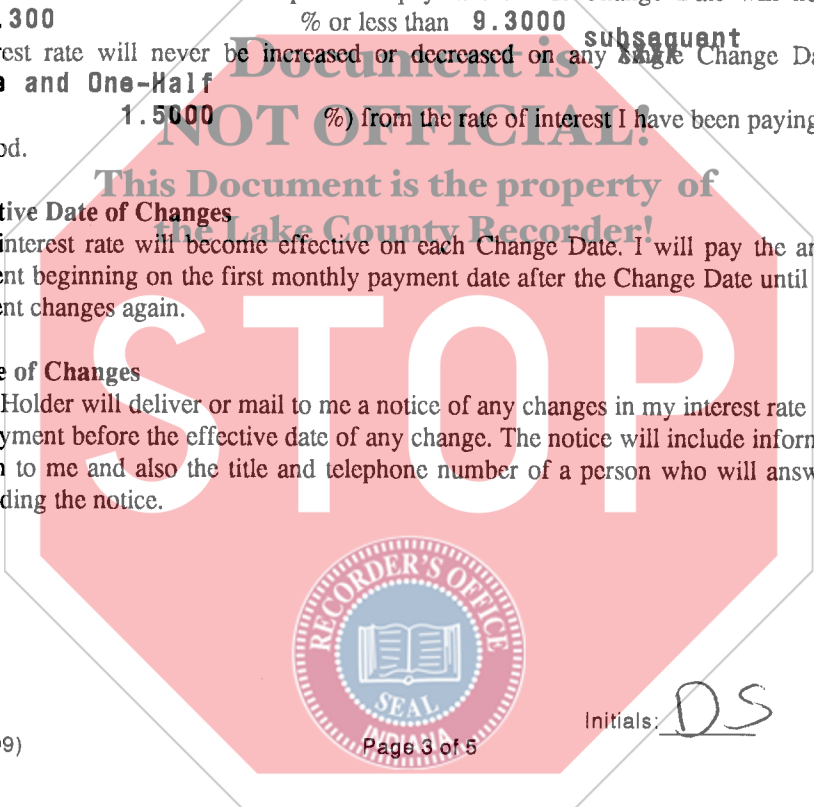 .300 % or less than 9.3000
rest rate will never be increased or decreased on any Single subsequent Change Da
and One-Half
1.5000 %) from the rate of interest I have been paying
od.
Document is
NOT OFFICIAL!
This Document is the property of
the Lake County Recorder!
tive Date of Changes
interest rate will become effective on each Change Date. I will pay the a
ent beginning on the first monthly payment date after the Change Date until
ent changes again.
e of Changes
Holder will deliver or mail to me a notice of any changes in my interest rate
yment before the effective date of any change. The notice will include inform
n to me and also the title and telephone number of a person who will answ
ding the notice.
STOP
RECORDER'S OFFICE
SEAL
INDIANA
Initials: DS
9)
Page 3 of 5